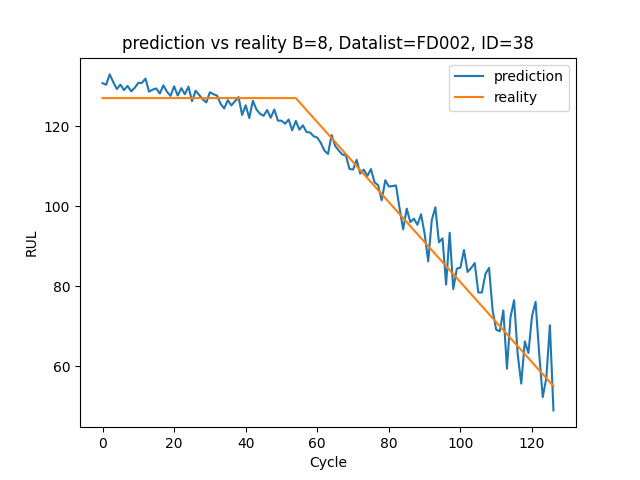 prediction vs reality B=8, Datalist=FD002, ID=38
prediction
reality
RUL
120
100
80
60
0 20 40 60 80 100 120
Cycle